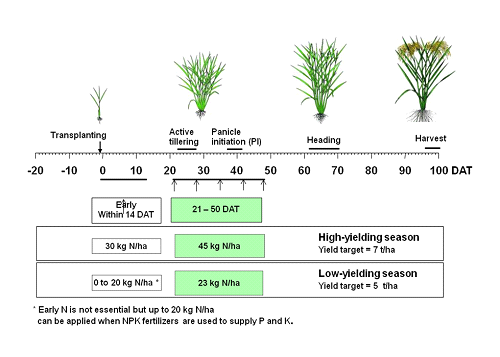 Transplanting
Active
tillering
Panicle
initiation (PI)
Heading
Harvest
-20 -10 0 10 20 30 40 50 60 70 80 90 100 DAT
Early
Within 14 DAT
21 – 50 DAT
30 kg N/ha
45 kg N/ha
High-yielding season
Yield target = 7 t/ha
0 to 20 kg N/ha *
23 kg N/ha
Low-yielding season
Yield target = 5 t/ha
* Early N is not essential but up to 20 kg N/ha
can be applied when NPK fertilizers are used to supply P and K.